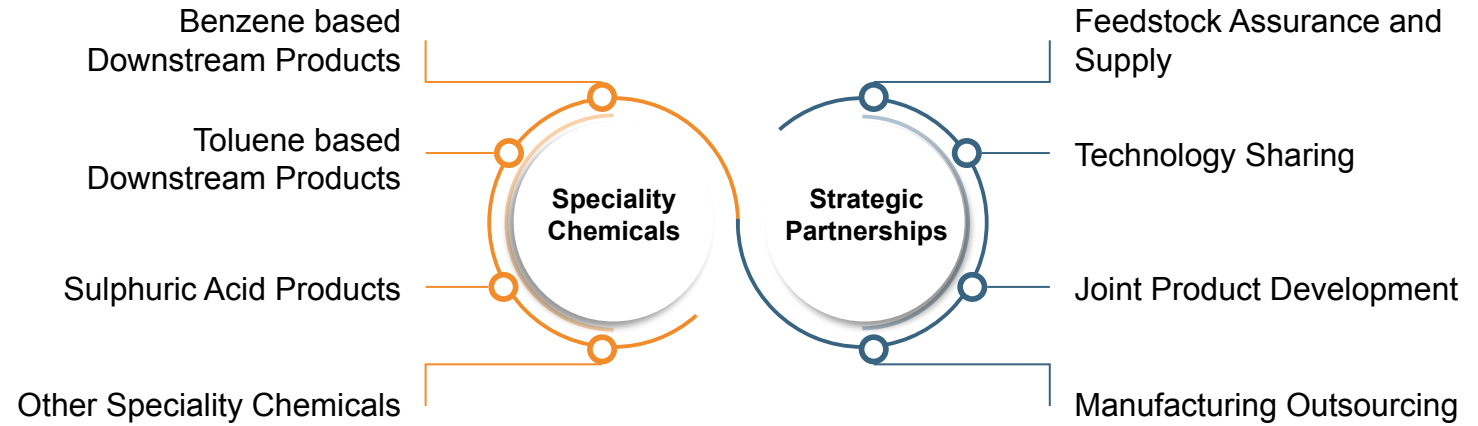 Benzene based
Downstream Products
Toluene based
Downstream Products
Sulphuric Acid Products
Other Speciality Chemicals
Speciality
Chemicals
Strategic
Partnerships
Feedstock Assurance and
Supply
Technology Sharing
Joint Product Development
Manufacturing Outsourcing